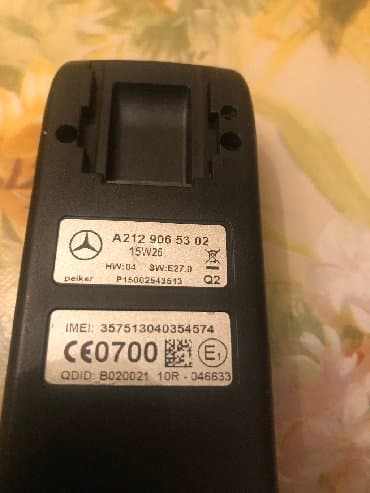 A212 906 53 02
15W26
HW:04 SW:E27.0
peiker P15002543513 Q2
IMEI: 357513040354574
CE0700 E1
QDID: B020021 10R - 046633